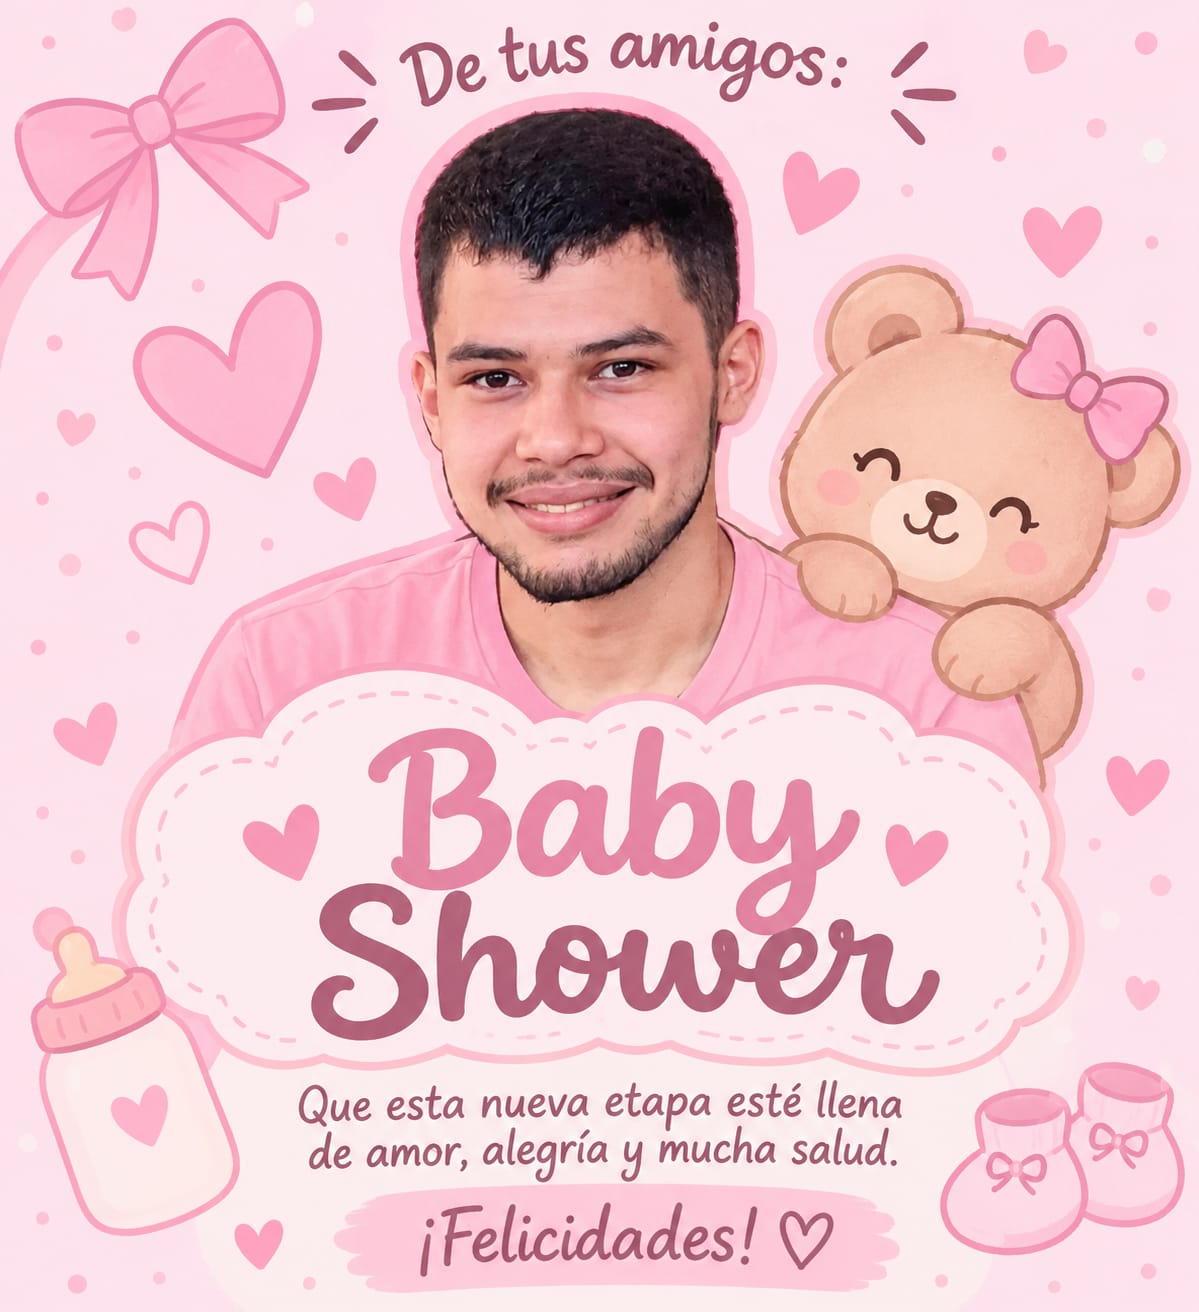 De tus amigos:
Baby
Shower
Que esta nueva etapa esté llena
de amor, alegría y mucha salud.
¡Felicidades!